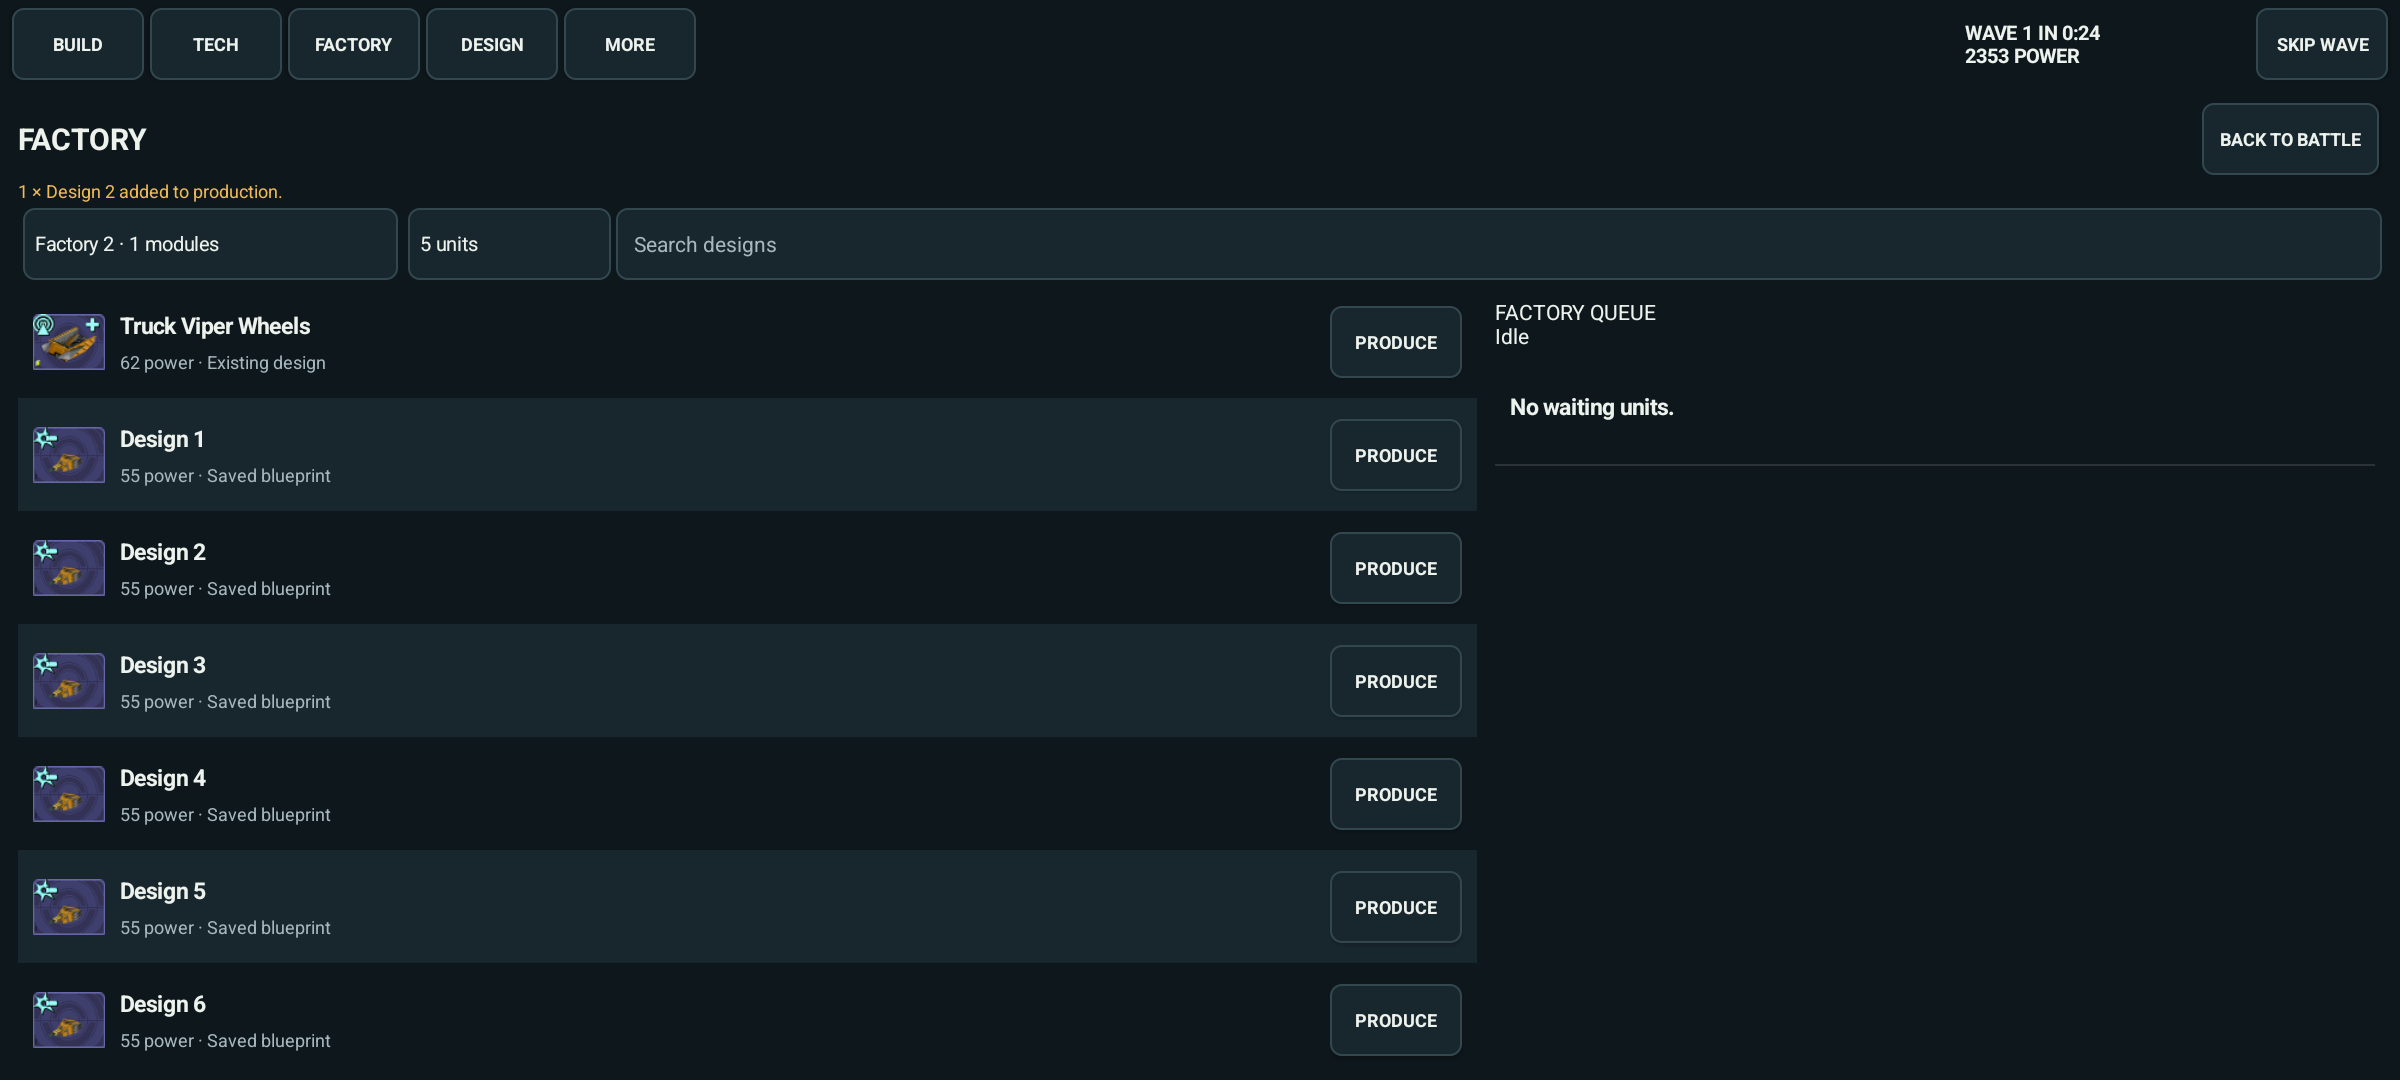 BUILD
TECH
FACTORY
DESIGN
MORE
WAVE 1 IN 0:24
2353 POWER
SKIP WAVE
FACTORY
BACK TO BATTLE
1 × Design 2 added to production.
Factory 2 · 1 modules
5 units
Search designs
Truck Viper Wheels
62 power · Existing design
PRODUCE
Design 1
55 power · Saved blueprint
PRODUCE
Design 2
55 power · Saved blueprint
PRODUCE
Design 3
55 power · Saved blueprint
PRODUCE
Design 4
55 power · Saved blueprint
PRODUCE
Design 5
55 power · Saved blueprint
PRODUCE
Design 6
55 power · Saved blueprint
PRODUCE
FACTORY QUEUE
Idle
No waiting units.